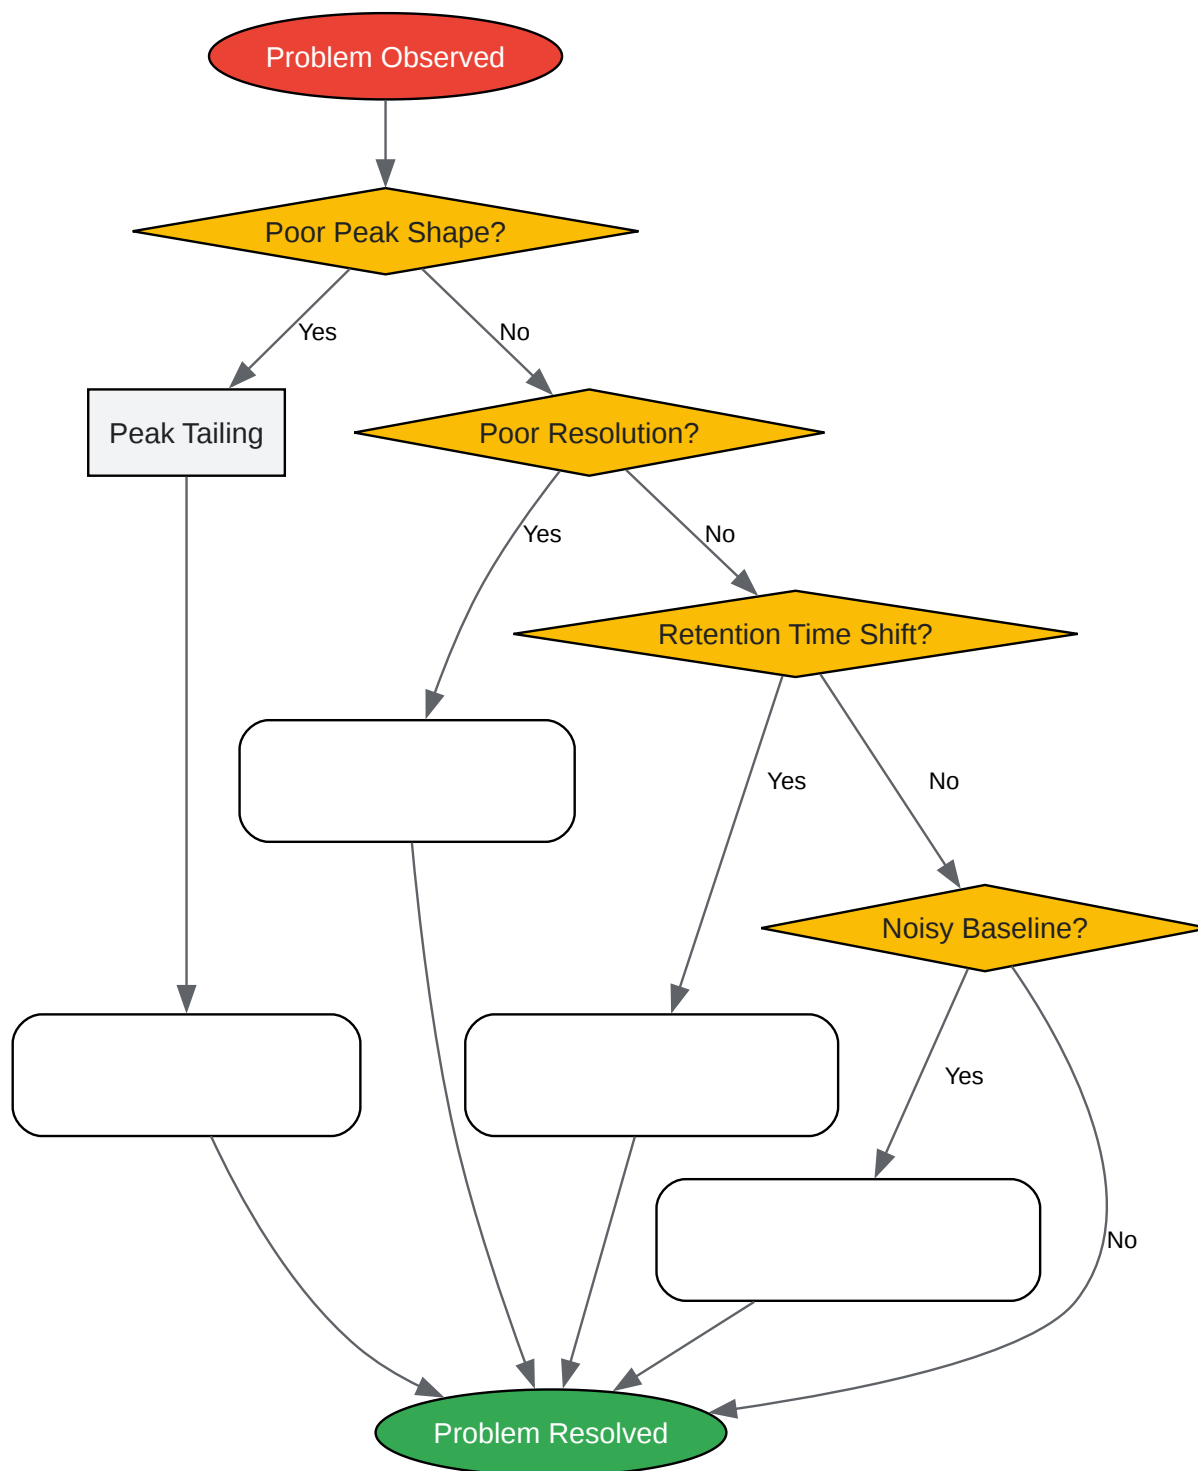 Problem Observed
Poor Peak Shape?
Yes
No
Peak Tailing
Poor Resolution?
Yes
No
Retention Time Shift?
Yes
No
Noisy Baseline?
Yes
No
Problem Resolved